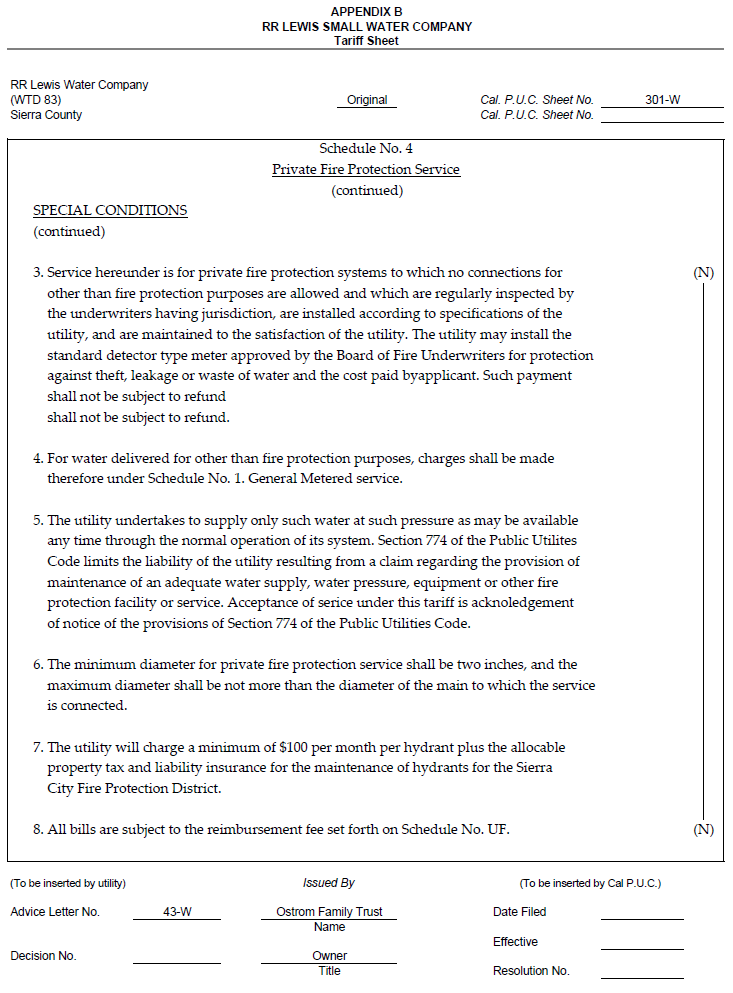 APPENDIX B
RR LEWIS SMALL WATER COMPANY
Tariff Sheet
RR Lewis Water Company
(WTD 83) Original Cal. P.U.C. Sheet No. 301-W
Sierra County Cal. P.U.C. Sheet No.
Schedule No. 4
Private Fire Protection Service
(continued)
SPECIAL CONDITIONS
(continued)
3. Service hereunder is for private fire protection systems to which no connections for (N)
other than fire protection purposes are allowed and which are regularly inspected by
the underwriters having jurisdiction, are installed according to specifications of the
utility, and are maintained to the satisfaction of the utility. The utility may install the
standard detector type meter approved by the Board of Fire Underwriters for protection
against theft, leakage or waste of water and the cost paid byapplicant. Such payment
shall not be subject to refund
shall not be subject to refund.
4. For water delivered for other than fire protection purposes, charges shall be made
therefore under Schedule No. 1. General Metered service.
5. The utility undertakes to supply only such water at such pressure as may be available
any time through the normal operation of its system. Section 774 of the Public Utilites
Code limits the liability of the utility resulting from a claim regarding the provision of
maintenance of an adequate water supply, water pressure, equipment or other fire
protection facility or service. Acceptance of serice under this tariff is acknoledgement
of notice of the provisions of Section 774 of the Public Utilities Code.
6. The minimum diameter for private fire protection service shall be two inches, and the
maximum diameter shall be not more than the diameter of the main to which the service
is connected.
7. The utility will charge a minimum of $100 per month per hydrant plus the allocable
property tax and liability insurance for the maintenance of hydrants for the Sierra
City Fire Protection District.
8. All bills are subject to the reimbursement fee set forth on Schedule No. UF. (N)
(To be inserted by utility) Issued By (To be inserted by Cal P.U.C.)
Advice Letter No. 43-W Ostrom Family Trust Date Filed
Name
Effective
Decision No. Owner
Title Resolution No.